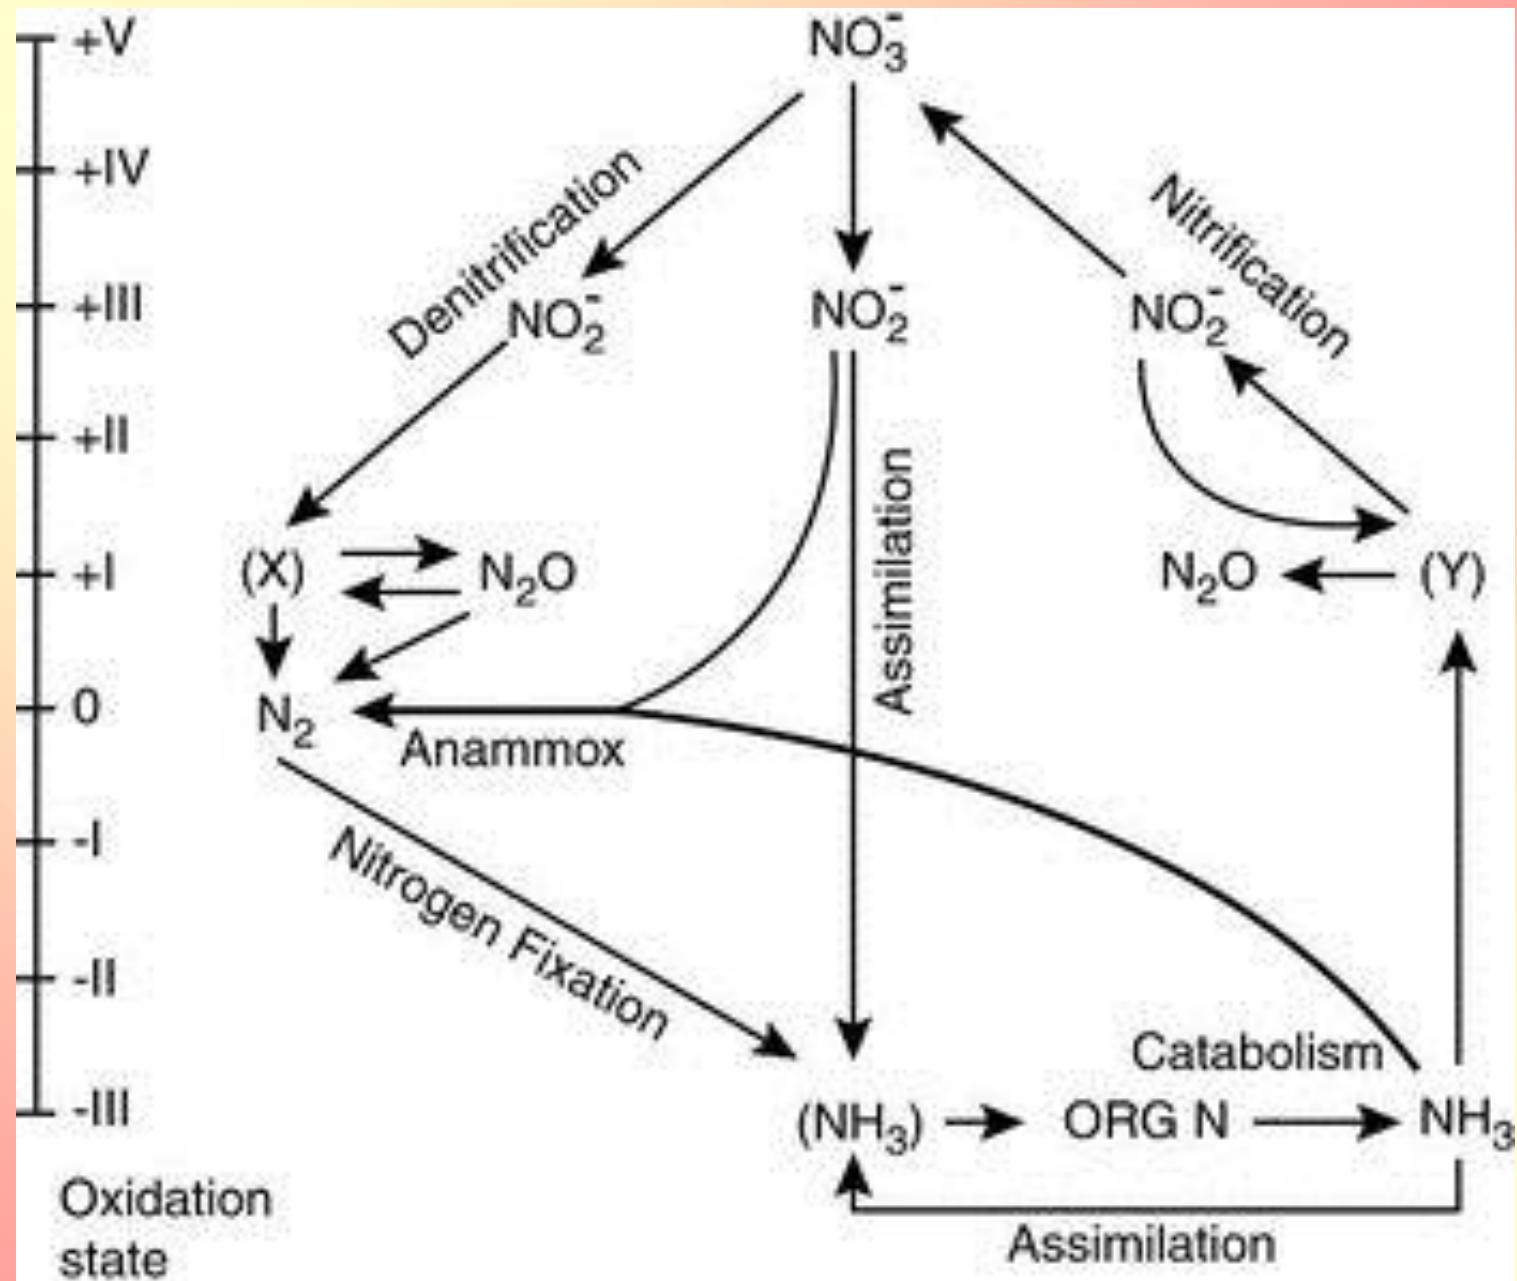 +V
NO₃⁻
+IV
Denitrification
Nitrification
+III
NO₂⁻
NO₂⁻
NO₂⁻
+II
Assimilation
+I
(X)
N₂O
N₂O
(Y)
0
N₂
Anammox
-I
Nitrogen Fixation
-II
Catabolism
-III
(NH₃)
ORG N
NH₃
Oxidation
state
Assimilation